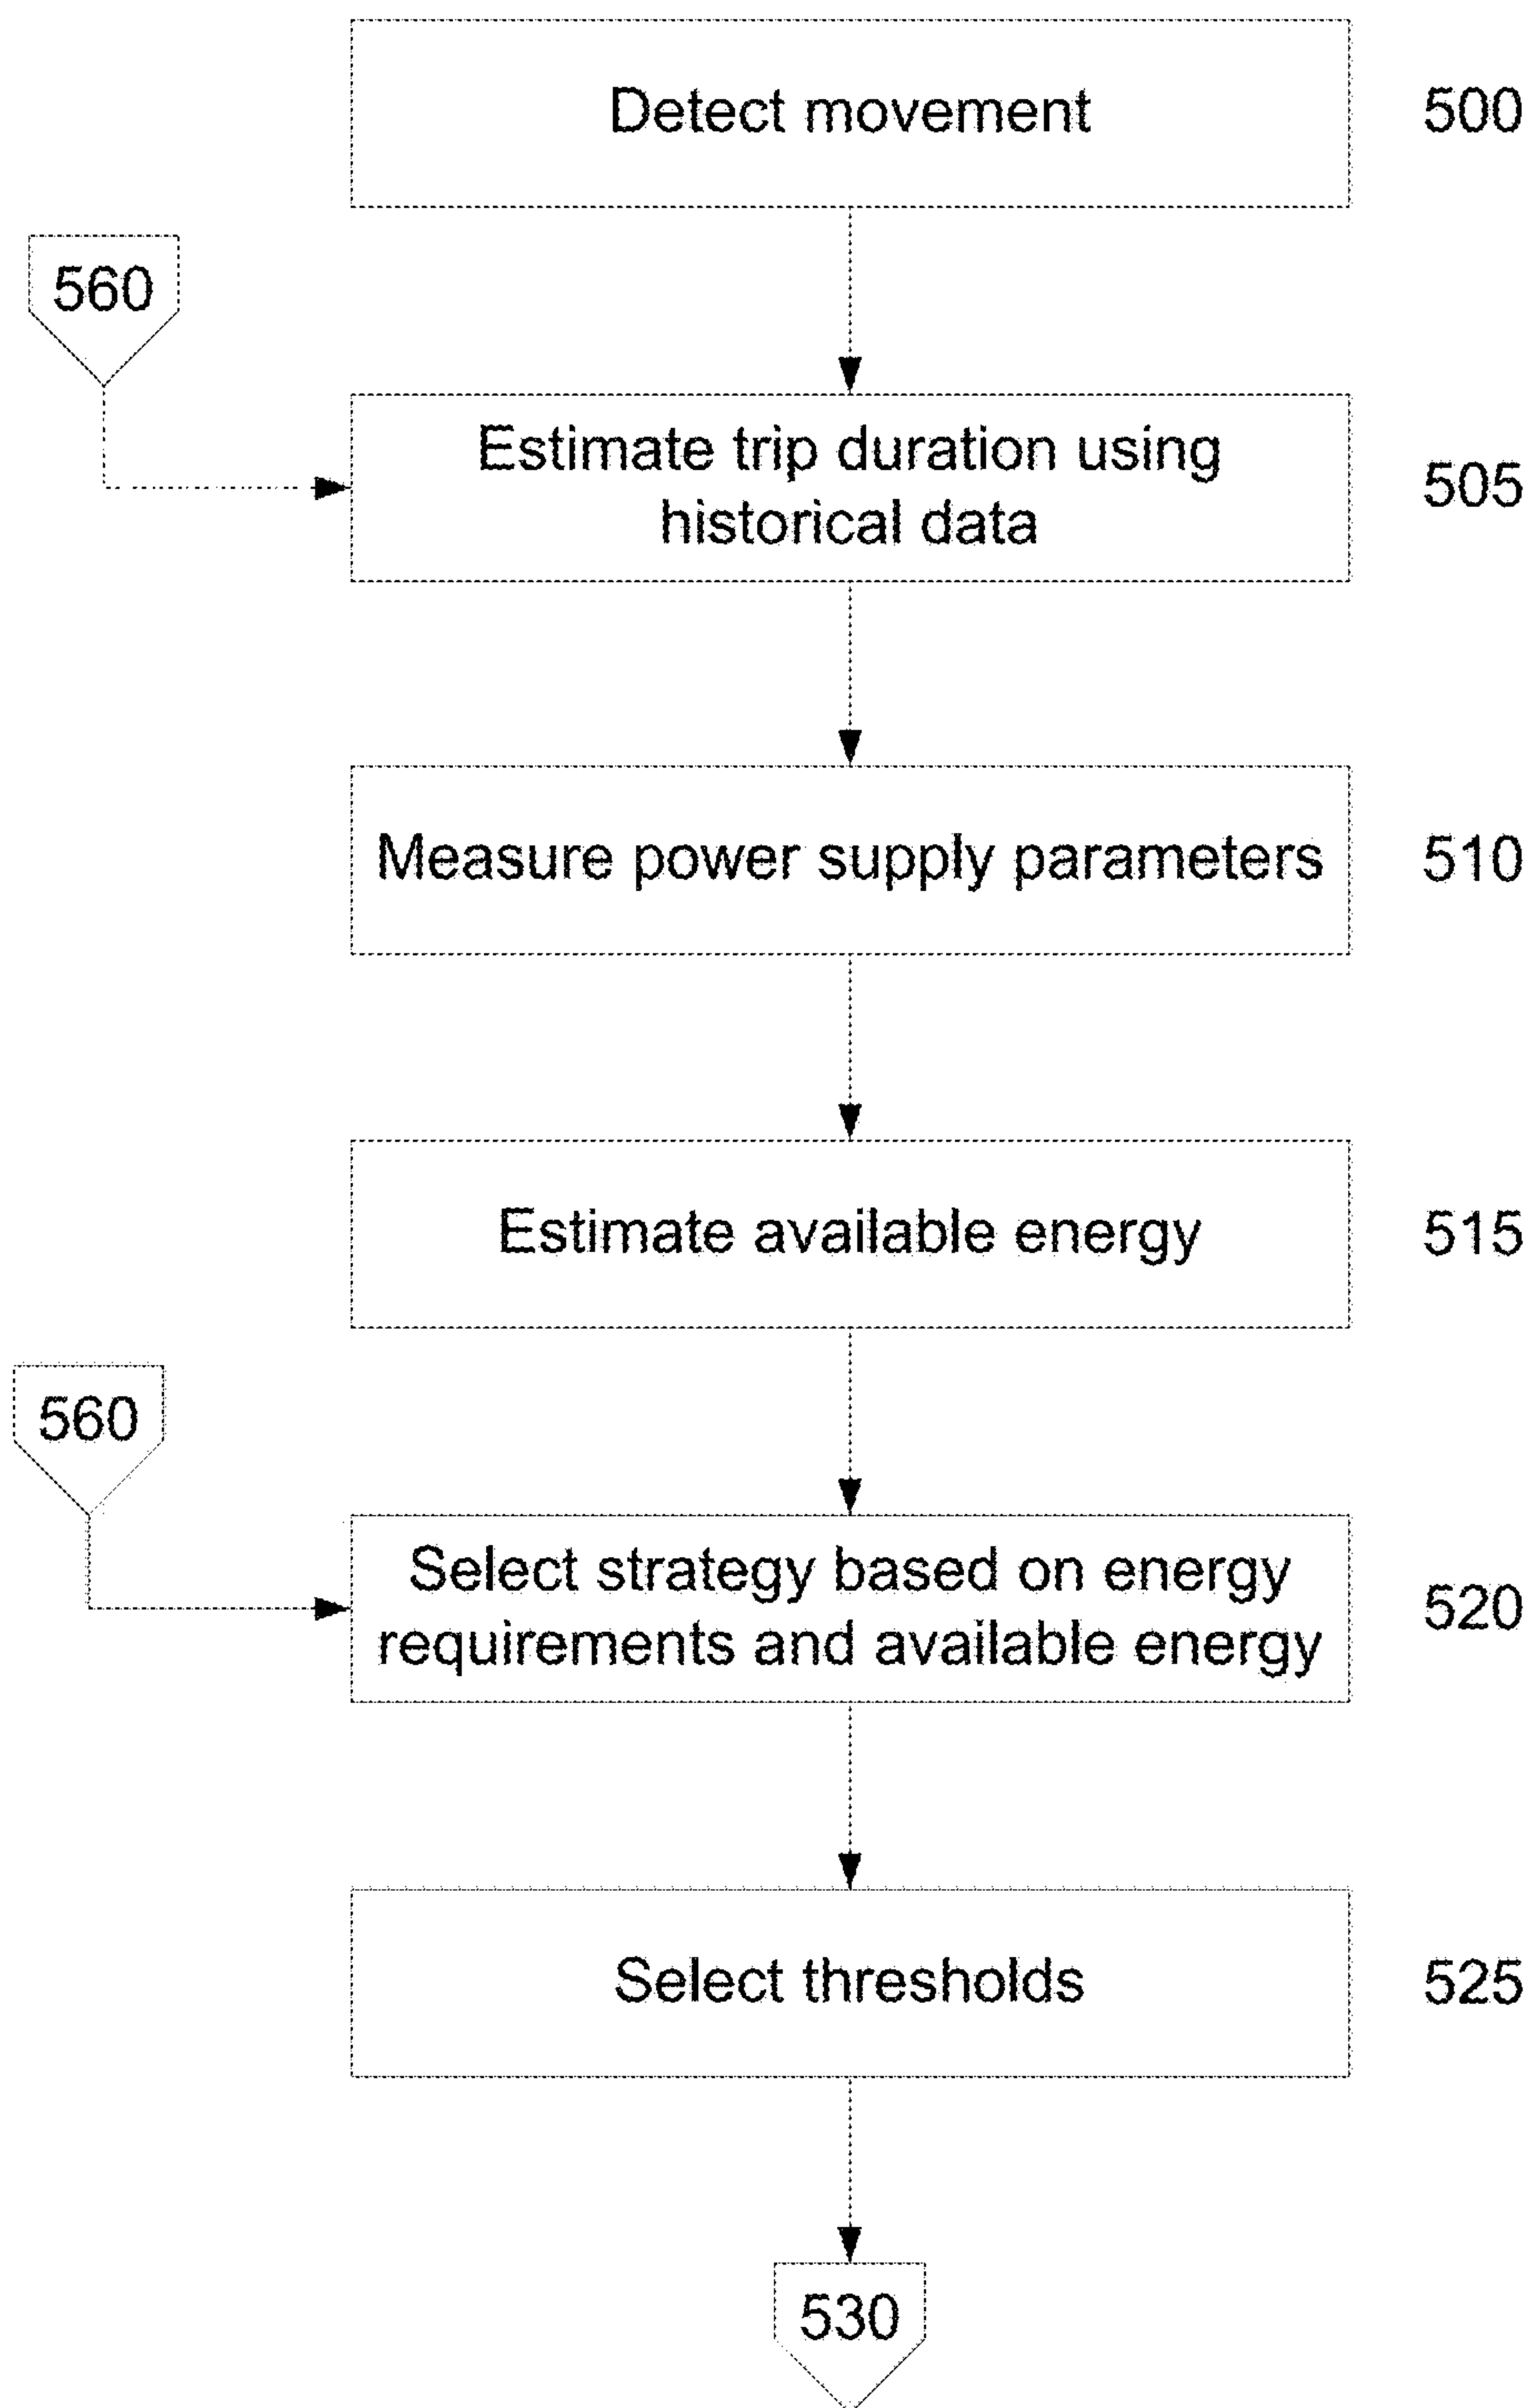 Detect movement
500
560
Estimate trip duration using
historical data
505
Measure power supply parameters
510
Estimate available energy
515
560
Select strategy based on energy
requirements and available energy
520
Select thresholds
525
530